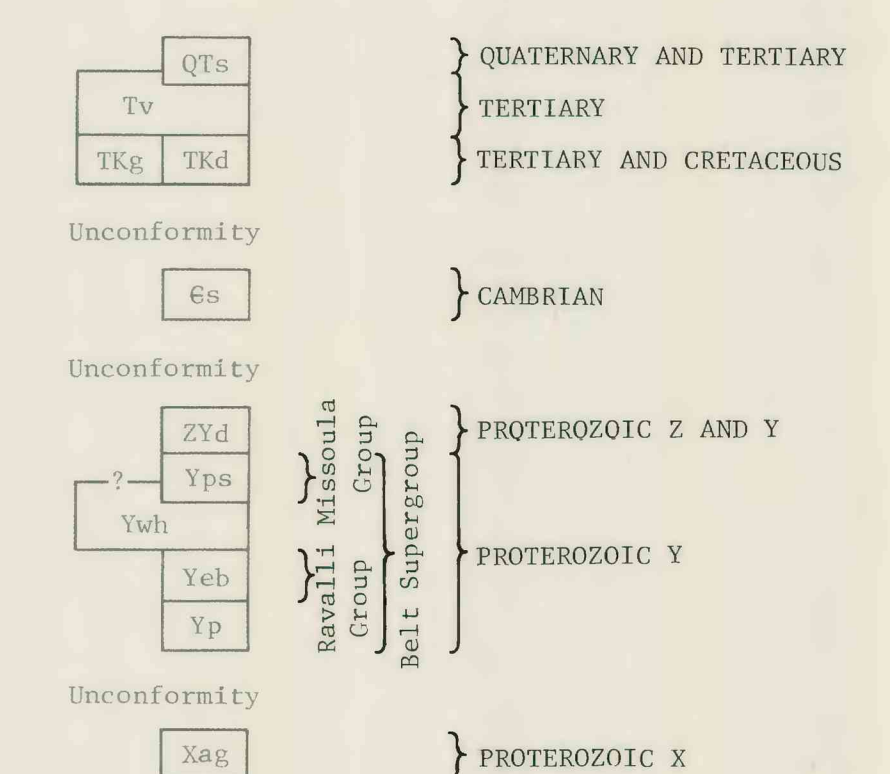 QTs
QUATERNARY AND TERTIARY
Tv
TERTIARY
TKg TKd
TERTIARY AND CRETACEOUS
Unconformity
Єs
CAMBRIAN
Unconformity
ZYd
PROTEROZOIC Z AND Y
?
Yps
Missoula
Group
Ywh
Belt Supergroup
PROTEROZOIC Y
Yeb
Ravalli
Group
Yp
Unconformity
Xag
PROTEROZOIC X